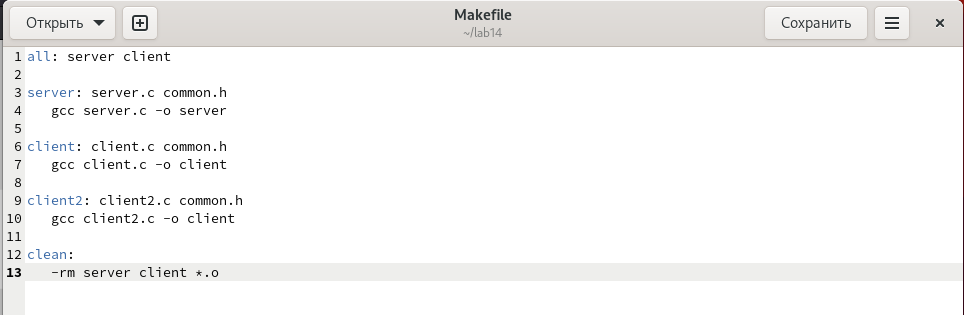 Открыть
Makefile
~/lab14
Сохранить
1 all: server client
2
3 server: server.c common.h
4    gcc server.c -o server
5
6 client: client.c common.h
7    gcc client.c -o client
8
9 client2: client2.c common.h
10    gcc client2.c -o client
11
12 clean:
13    -rm server client *.o